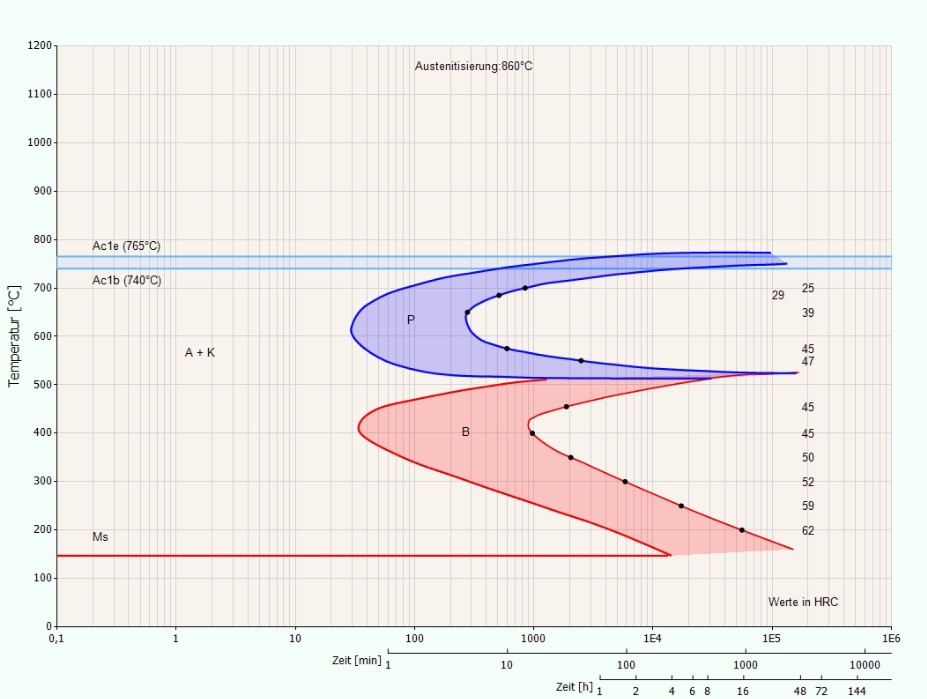 1200
Austenitisierung:860°C
1100
1000
900
800
Ac1e (765°C)
Ac1b (740°C)
700
29
25
39
P
600
A + K
45
47
500
45
B
400
45
50
300
52
59
200
62
Ms
100
Werte in HRC
0
Temperatur [°C]
0,1 1 10 100 1000 1E4 1E5 1E6
Zeit [min] 1 10 100 1000 10000
Zeit [h] 1 2 4 6 8 16 48 72 144